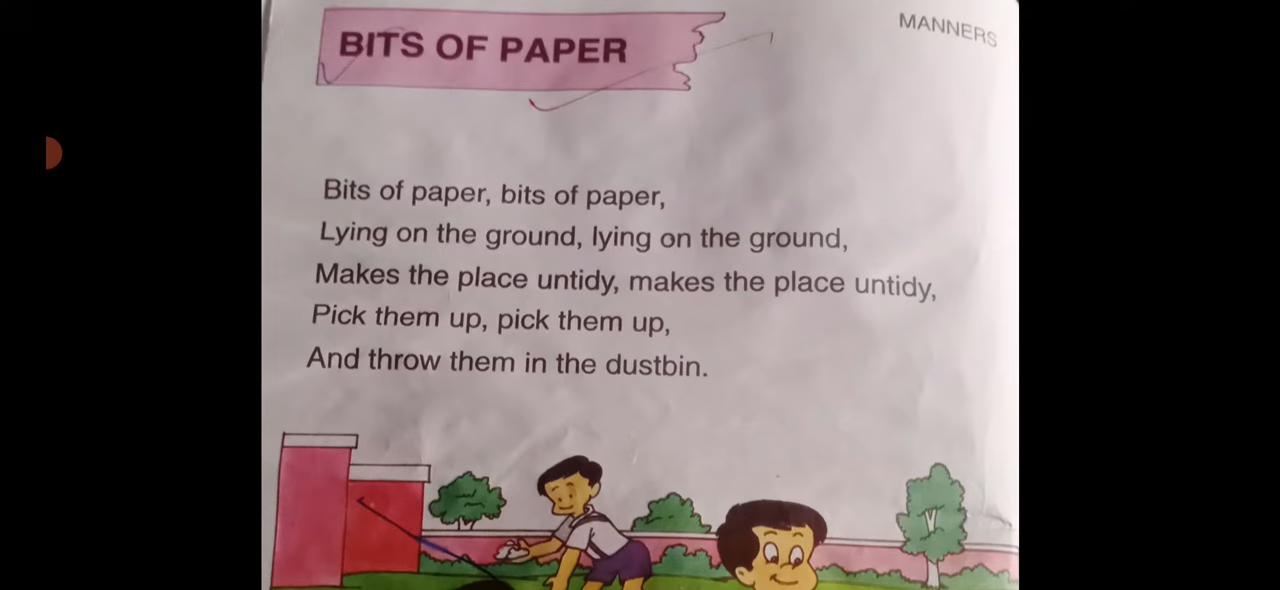 MANNERS
BITS OF PAPER
Bits of paper, bits of paper,
Lying on the ground, lying on the ground,
Makes the place untidy, makes the place untidy,
Pick them up, pick them up,
And throw them in the dustbin.